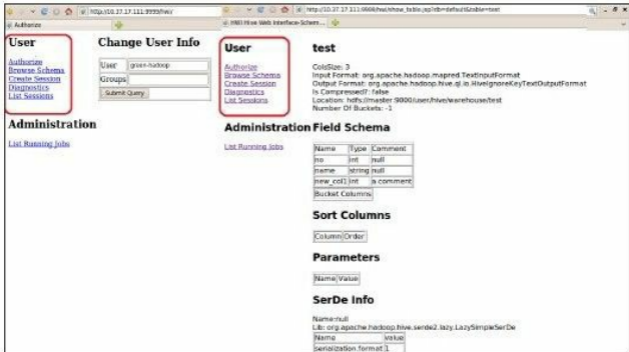 http://10.37.17.111:9999/hwi/
Authorize
User
Authorize
Browse Schema
Create Session
Diagnostics
List Sessions
Administration
List Running Jobs
Change User Info
User green-hadoop
Groups
Submit Query
http://10.37.17.111:9999/hwi/show_table.jsp?db=default&table=test
HWI Hive Web Interface-Schem...
User
Authorize
Browse Schema
Create Session
Diagnostics
List Sessions
Administration
List Running Jobs
test
ColsSize: 3
Input Format: org.apache.hadoop.mapred.TextInputFormat
Output Format: org.apache.hadoop.hive.ql.io.HiveIgnoreKeyTextOutputFormat
Is Compressed?: false
Location: hdfs://master:9000/user/hive/warehouse/test
Number Of Buckets: -1
Field Schema
Name Type Comment
no int null
name string null
new_col1 int a comment
Bucket Columns
Sort Columns
Column Order
Parameters
Name Value
SerDe Info
Name:null
Lib: org.apache.hadoop.hive.serde2.lazy.LazySimpleSerDe
Name value
serialization.format 1